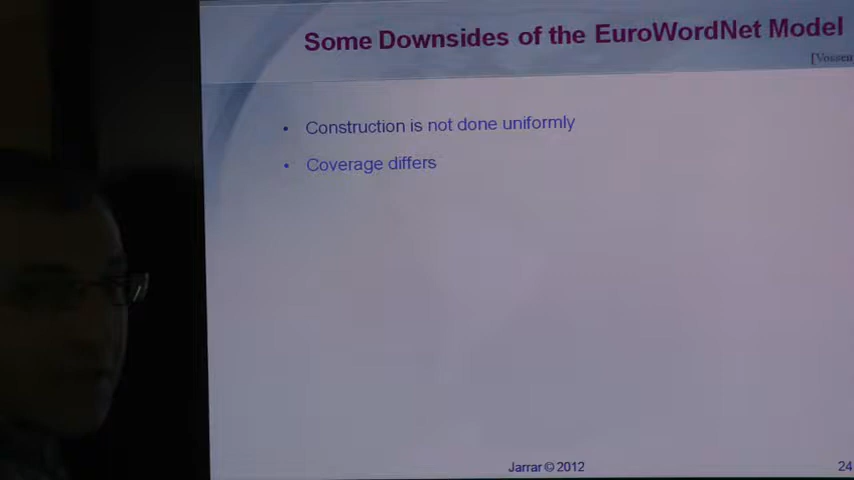 Some Downsides of the EuroWordNet Model
[Vossen
• Construction is not done uniformly
• Coverage differs
Jarrar © 2012
24